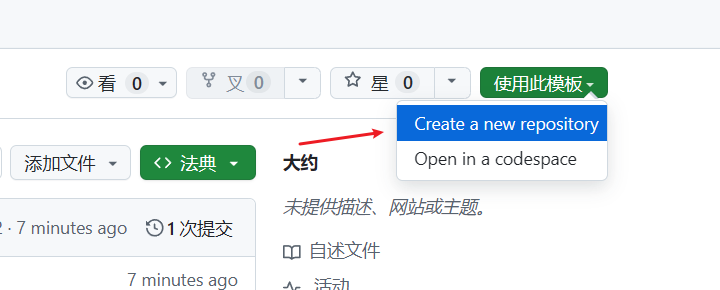 看 0 叉 0 星 0 使用此模板
Create a new repository
Open in a codespace
添加文件 法典 大约
未提供描述、网站或主题。
2 · 7 minutes ago 1 次提交
自述文件
7 minutes ago
活动